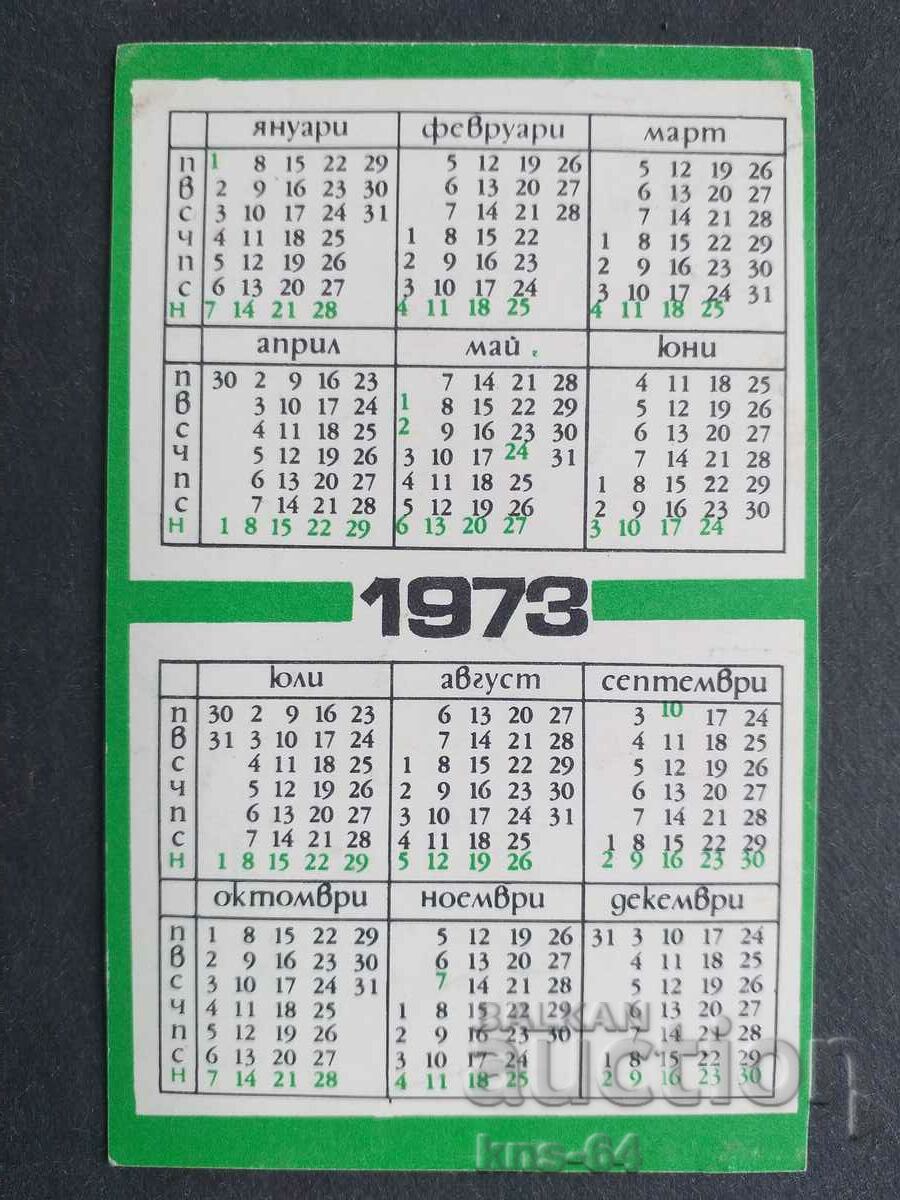 януари февруари март
п 1 8 15 22 29 5 12 19 26 5 12 19 26
в 2 9 16 23 30 6 13 20 27 6 13 20 27
с 3 10 17 24 31 7 14 21 28 7 14 21 28
ч 4 11 18 25 1 8 15 22 1 8 15 22 29
п 5 12 19 26 2 9 16 23 2 9 16 23 30
с 6 13 20 27 3 10 17 24 3 10 17 24 31
н 7 14 21 28 4 11 18 25 4 11 18 25
април май юни
п 30 2 9 16 23 7 14 21 28 4 11 18 25
в 3 10 17 24 1 8 15 22 29 5 12 19 26
с 4 11 18 25 2 9 16 23 30 6 13 20 27
ч 5 12 19 26 3 10 17 24 31 7 14 21 28
п 6 13 20 27 4 11 18 25 1 8 15 22 29
с 7 14 21 28 5 12 19 26 2 9 16 23 30
н 1 8 15 22 29 6 13 20 27 3 10 17 24
1973
юли август септември
п 30 2 9 16 23 6 13 20 27 3 10 17 24
в 31 3 10 17 24 7 14 21 28 4 11 18 25
с 4 11 18 25 1 8 15 22 29 5 12 19 26
ч 5 12 19 26 2 9 16 23 30 6 13 20 27
п 6 13 20 27 3 10 17 24 31 7 14 21 28
с 7 14 21 28 4 11 18 25 1 8 15 22 29
н 1 8 15 22 29 5 12 19 26 2 9 16 23 30
октомври ноември декември
п 1 8 15 22 29 5 12 19 26 31 3 10 17 24
в 2 9 16 23 30 6 13 20 27 4 11 18 25
с 3 10 17 24 31 7 14 21 28 5 12 19 26
ч 4 11 18 25 1 8 15 22 29 6 13 20 27
п 5 12 19 26 2 9 16 23 30 7 14 21 28
с 6 13 20 27 3 10 17 24 1 8 15 22 29
н 7 14 21 28 4 11 18 25 2 9 16 23 30
BALKAN
auction
kns-64